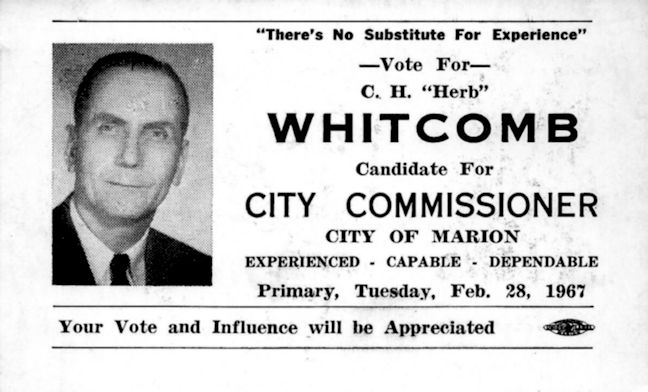 "There's No Substitute For Experience"
—Vote For—
C. H. "Herb"
WHITCOMB
Candidate For
CITY COMMISSIONER
CITY OF MARION
EXPERIENCED - CAPABLE - DEPENDABLE
Primary, Tuesday, Feb. 28, 1967
Your Vote and Influence will be Appreciated